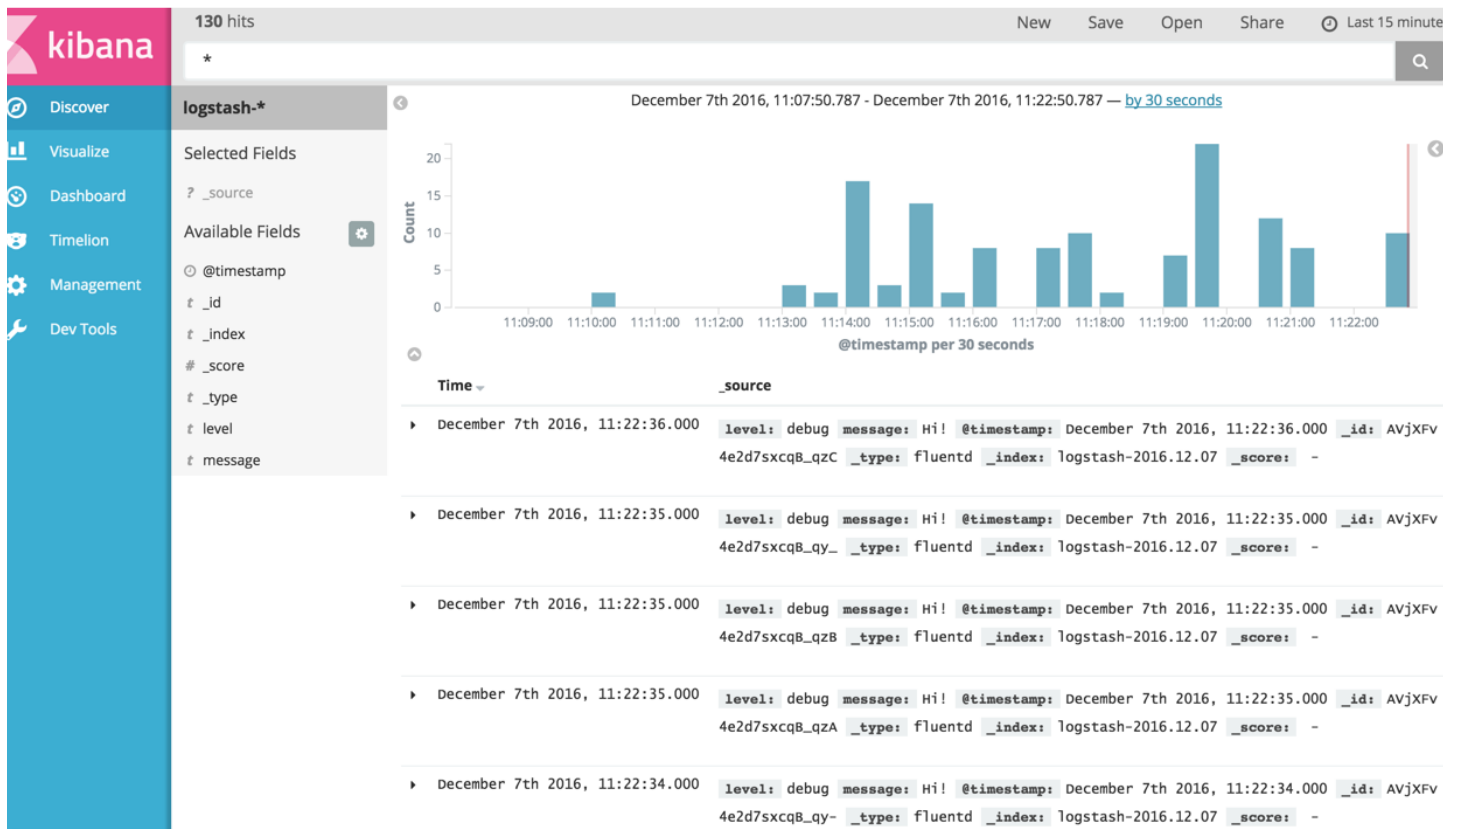 130 hits
New Save Open Share Last 15 minute
kibana
*
Discover
Visualize
Dashboard
Timelion
Management
Dev Tools
logstash-*
Selected Fields
? _source
Available Fields
@timestamp
t _id
t _index
# _score
t _type
t level
t message
December 7th 2016, 11:07:50.787 - December 7th 2016, 11:22:50.787 — by 30 seconds
Count
20
15
10
5
0
11:09:00 11:10:00 11:11:00 11:12:00 11:13:00 11:14:00 11:15:00 11:16:00 11:17:00 11:18:00 11:19:00 11:20:00 11:21:00 11:22:00
@timestamp per 30 seconds
Time _source
December 7th 2016, 11:22:36.000 level: debug message: Hi! @timestamp: December 7th 2016, 11:22:36.000 _id: AVjXFv
4e2d7sxcqB_qzC _type: fluentd _index: logstash-2016.12.07 _score: -
December 7th 2016, 11:22:35.000 level: debug message: Hi! @timestamp: December 7th 2016, 11:22:35.000 _id: AVjXFv
4e2d7sxcqB_qy_ _type: fluentd _index: logstash-2016.12.07 _score: -
December 7th 2016, 11:22:35.000 level: debug message: Hi! @timestamp: December 7th 2016, 11:22:35.000 _id: AVjXFv
4e2d7sxcqB_qzB _type: fluentd _index: logstash-2016.12.07 _score: -
December 7th 2016, 11:22:35.000 level: debug message: Hi! @timestamp: December 7th 2016, 11:22:35.000 _id: AVjXFv
4e2d7sxcqB_qzA _type: fluentd _index: logstash-2016.12.07 _score: -
December 7th 2016, 11:22:34.000 level: debug message: Hi! @timestamp: December 7th 2016, 11:22:34.000 _id: AVjXFv
4e2d7sxcqB_qy- _type: fluentd _index: logstash-2016.12.07 _score: -